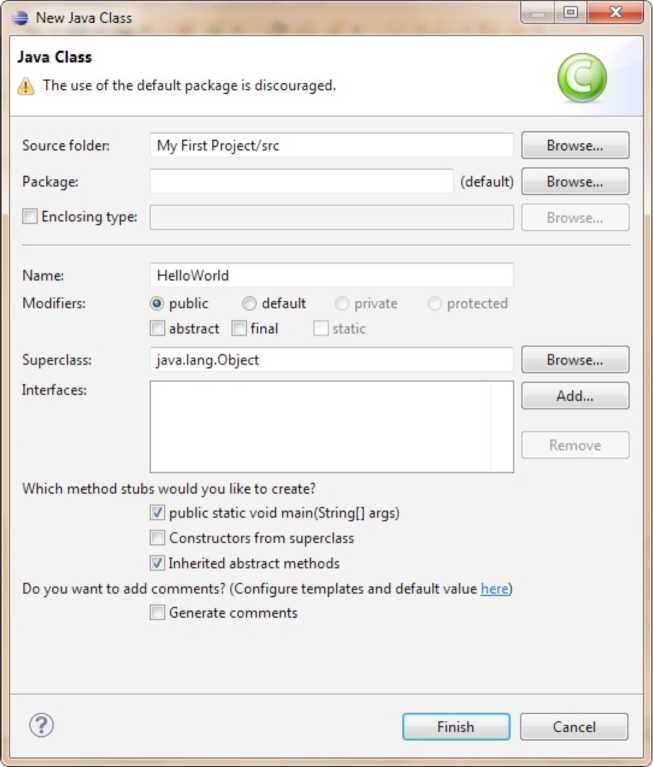 New Java Class
Java Class
The use of the default package is discouraged.
C
Source folder: My First Project/src Browse...
Package: (default) Browse...
Enclosing type: Browse...
Name: HelloWorld
Modifiers: public default private protected
abstract final static
Superclass: java.lang.Object Browse...
Interfaces: Add...
Remove
Which method stubs would you like to create?
public static void main(String[] args)
Constructors from superclass
Inherited abstract methods
Do you want to add comments? (Configure templates and default value here)
Generate comments
? Finish Cancel